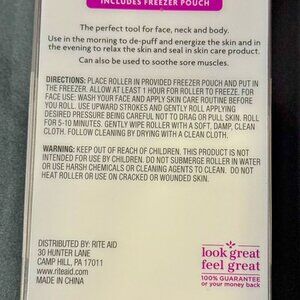 INCLUDES FREEZER POUCH
The perfect tool for face, neck and body.
Use in the morning to de-puff and energize the skin and in
the evening to relax the skin and seal in skin care product.
Can also be used to soothe sore muscles.
DIRECTIONS: PLACE ROLLER IN PROVIDED FREEZER POUCH AND PUT IN
THE FREEZER. ALLOW AT LEAST 1 HOUR FOR ROLLER TO FREEZE. FOR
FACE USE: WASH YOUR FACE AND APPLY SKIN CARE ROUTINE BEFORE
YOU ROLL. USE UPWARD STROKES AND GENTLY ROLL APPLYING
DESIRED PRESSURE BEING CAREFUL NOT TO DRAG OR PULL SKIN. ROLL
FOR 5-10 MINUTES. GENTLY WIPE ROLLER WITH A SOFT, DAMP, CLEAN
CLOTH. FOLLOW CLEANING BY DRYING WITH A CLEAN CLOTH.
WARNING: KEEP OUT OF REACH OF CHILDREN. THIS PRODUCT IS NOT
INTENDED FOR USE BY CHILDREN. DO NOT SUBMERGE ROLLER IN WATER
OR USE HARSH CHEMICALS OR CLEANING AGENTS TO CLEAN. DO NOT
HEAT ROLLER OR USE ON CRACKED OR WOUNDED SKIN.
DISTRIBUTED BY: RITE AID
30 HUNTER LANE
CAMP HILL, PA 17011
www.riteaid.com
MADE IN CHINA
look great
feel great
100% GUARANTEE
or your money back